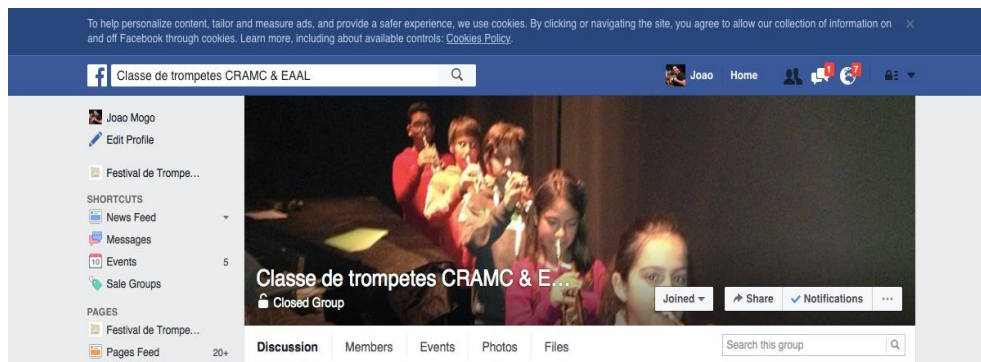 To help personalize content, tailor and measure ads, and provide a safer experience, we use cookies. By clicking or navigating the site, you agree to allow our collection of information on
and off Facebook through cookies. Learn more, including about available controls: Cookies Policy.
Classe de trompetes CRAMC & EAAL
Joao
Home
1
7
Joao Mogo
Edit Profile
Festival de Trompe...
SHORTCUTS
News Feed
Messages
10 Events 5
Sale Groups
PAGES
Festival de Trompe...
Pages Feed 20+
Classe de trompetes CRAMC & E...
Closed Group
Joined
Share
Notifications
Discussion
Members
Events
Photos
Files
Search this group